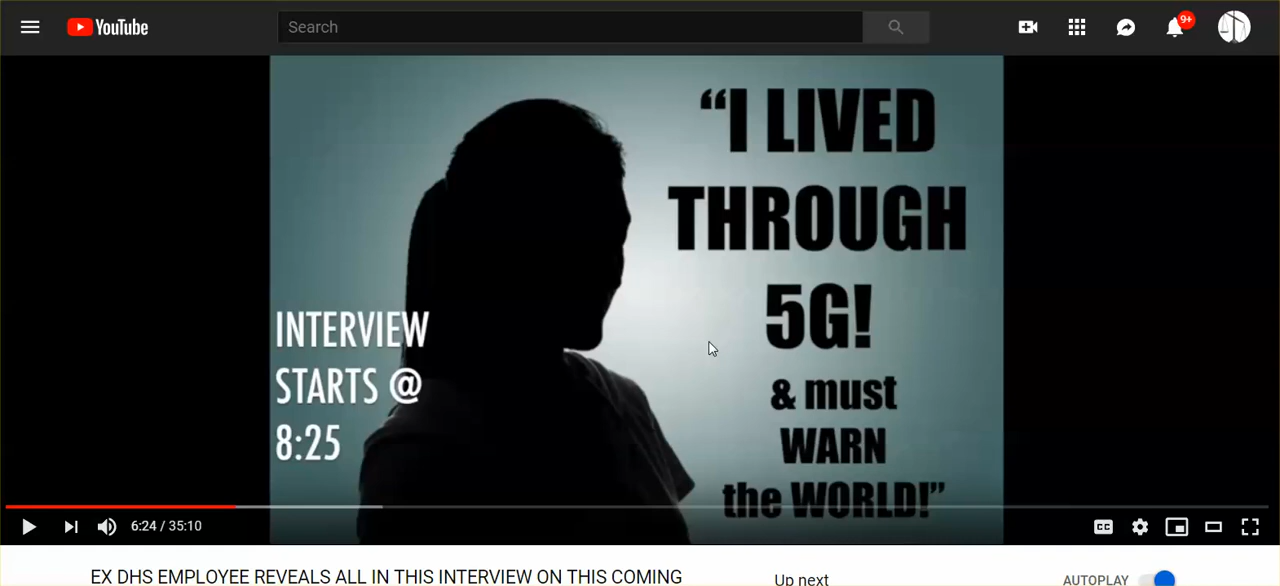 YouTube
Search
9+
“I LIVED
THROUGH
5G!
& must
WARN
the WORLD!”
INTERVIEW
STARTS @
8:25
6:24 / 35:10
CC
EX DHS EMPLOYEE REVEALS ALL IN THIS INTERVIEW ON THIS COMING
Up next
AUTOPLAY